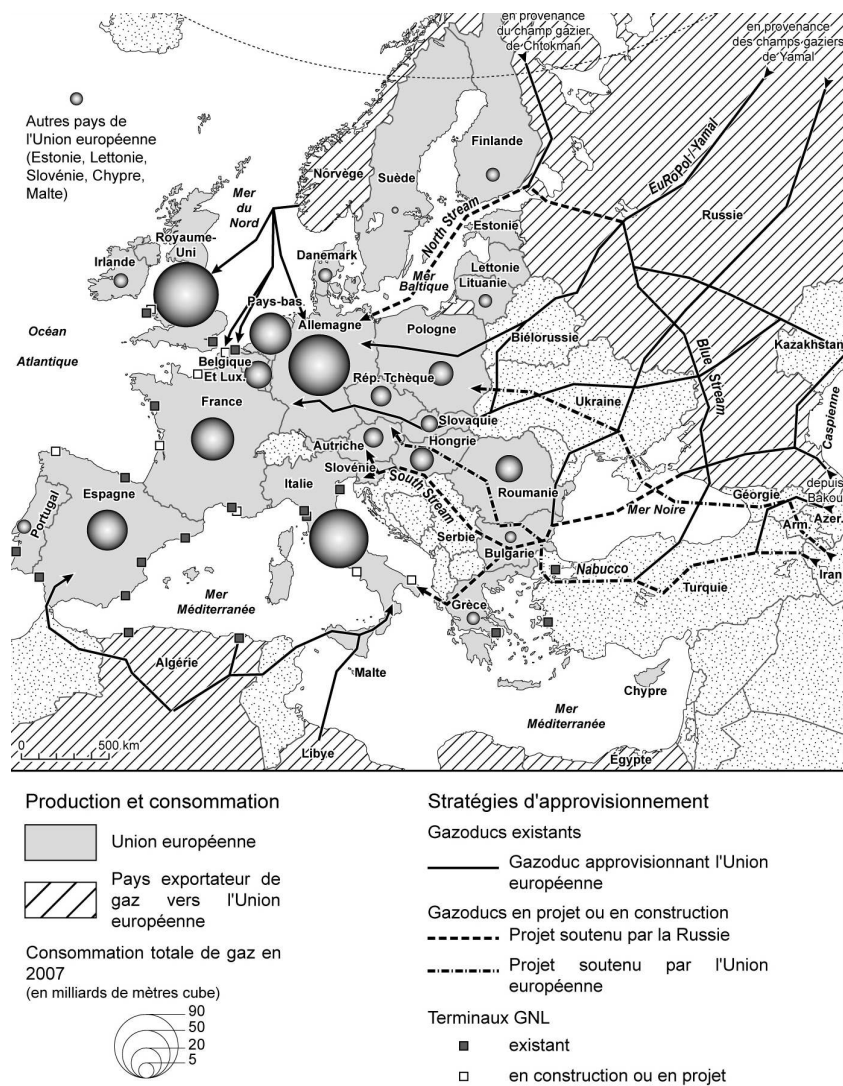 en provenance
du champ gazier
de Chtokman
en provenance
des champs gaziers
de Yamal
Autres pays de
l'Union européenne
(Estonie, Lettonie,
Slovénie, Chypre,
Malte)
Mer
du
Nord
Norvège
Suède
Finlande
EuRoPol / Yamal
Russie
North Stream
Estonie
Royaume-
Uni
Irlande
Danemark
Mer
Baltique
Lettonie
Lituanie
Pays-bas
Allemagne
Pologne
Biélorussie
Kazakhstan
Océan
Atlantique
Belgique
Et Lux.
Rép. Tchèque
Blue Stream
France
Slovaquie
Ukraine
Caspienne
Autriche
Hongrie
Slovénie
Italie
South Stream
Roumanie
Mer Noire
Géorgie
depuis
Bakou
Portugal
Espagne
Serbie
Bulgarie
Arm.
Azer.
Nabucco
Iran
Turquie
Mer
Méditerranée
Grèce
Algérie
Malte
Chypre
Mer
Méditerranée
0 500 km
Libye
Égypte
Production et consommation
Union européenne
Pays exportateur de
gaz vers l'Union
européenne
Consommation totale de gaz en
2007
(en milliards de mètres cube)
90
50
20
5
Stratégies d'approvisionnement
Gazoducs existants
Gazoduc approvisionnant l'Union
européenne
Gazoducs en projet ou en construction
Projet soutenu par la Russie
Projet soutenu par l'Union
européenne
Terminaux GNL
existant
en construction ou en projet